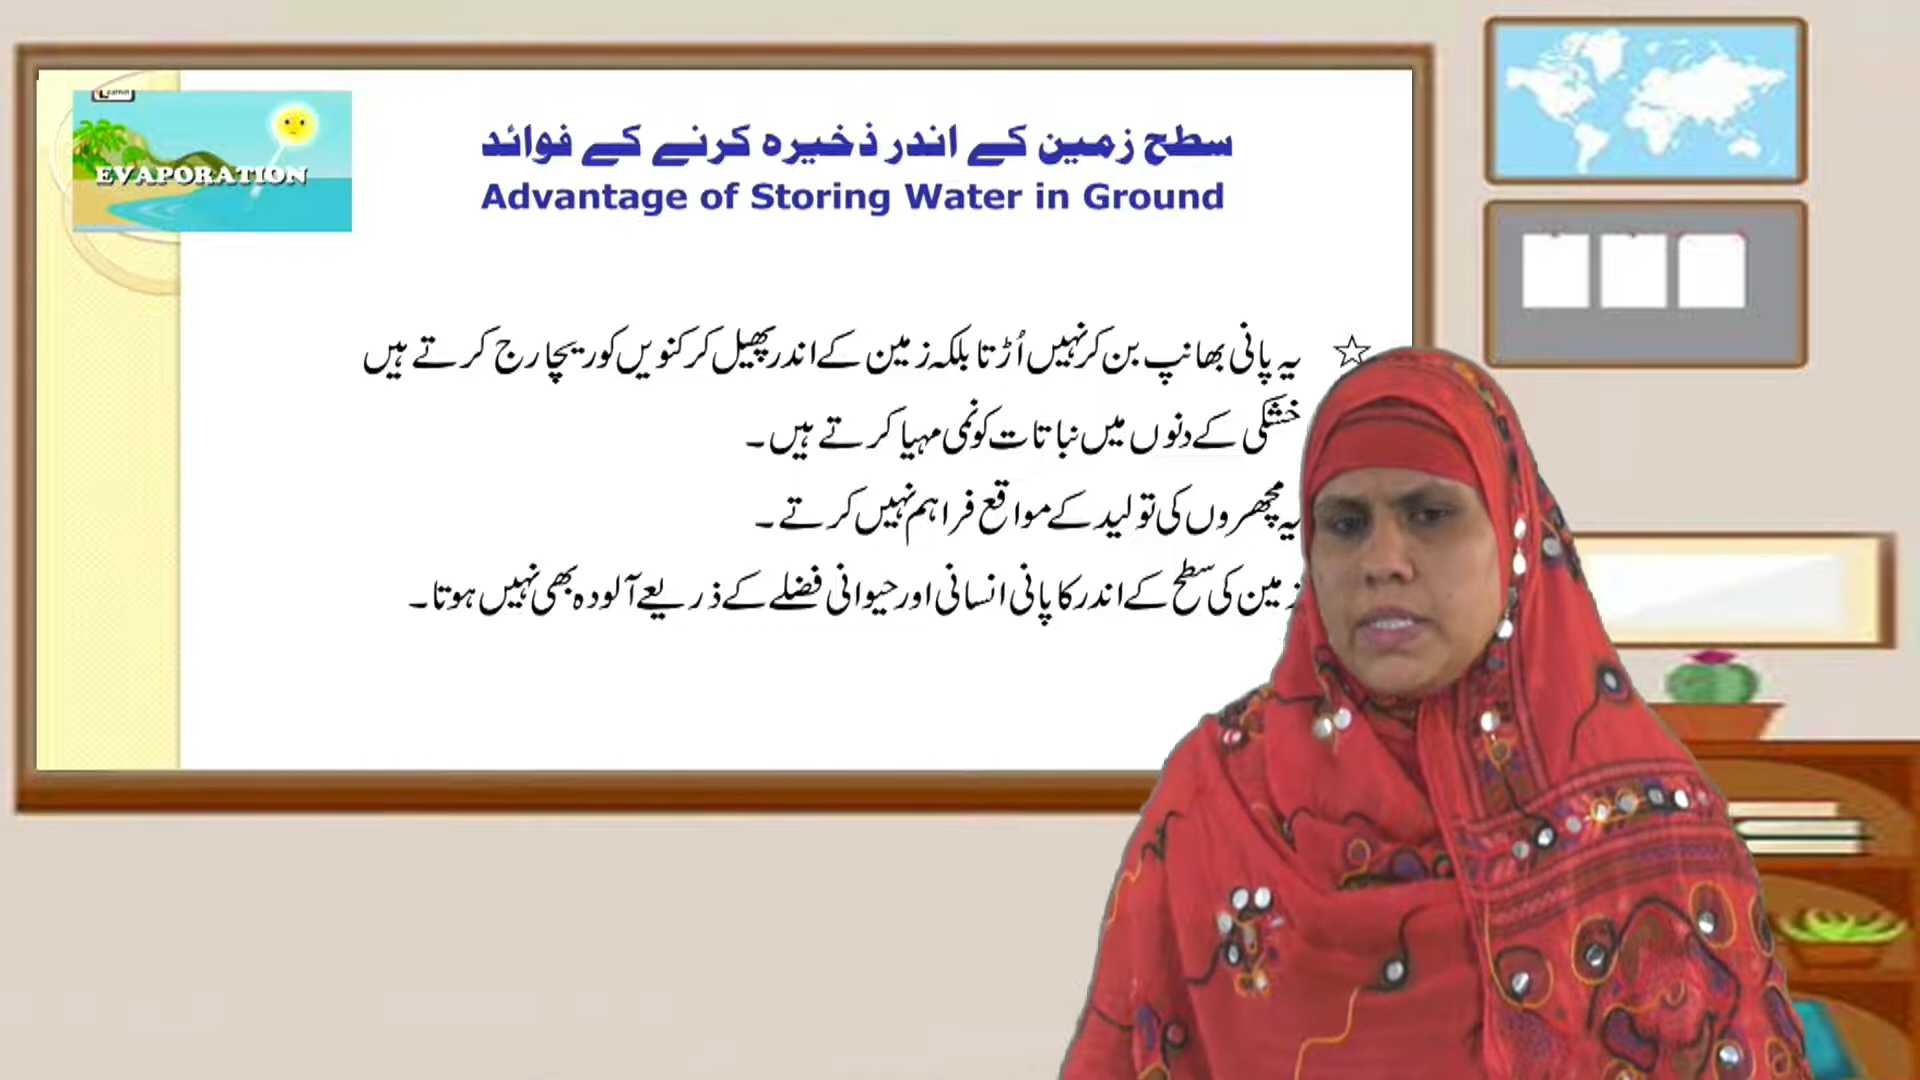 سطح زمین کے اندر ذخیرہ کرنے کے فوائد
Advantage of Storing Water in Ground
EVAPORATION
☆ یہ پانی بھانپ بن کر نہیں اُڑتا بلکہ زمین کے اندر پھیل کر کنویں کو ریچارج کرتے ہیں
خشکی کے دنوں میں نباتات کو نمی مہیا کرتے ہیں۔
یہ مچھروں کی تولید کے مواقع فراہم نہیں کرتے۔
زمین کی سطح کے اندر کا پانی انسانی اور حیوانی فضلے کے ذریعے آلودہ بھی نہیں ہوتا۔